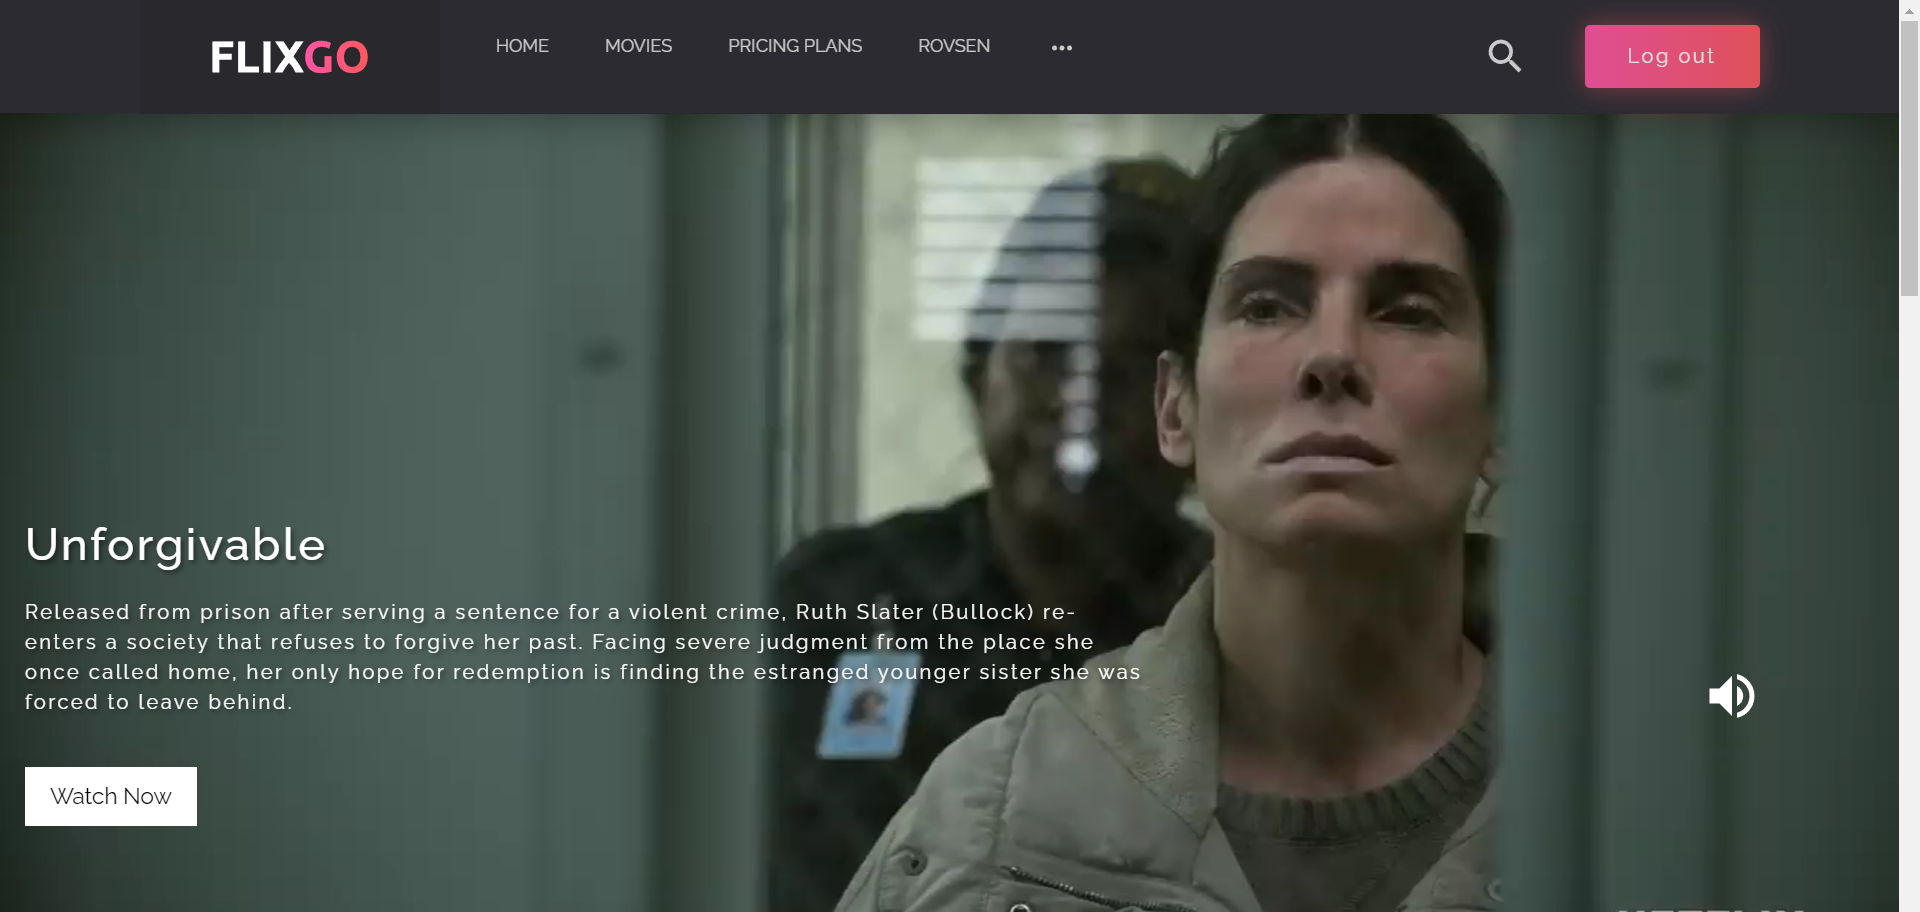 FLIXGO
HOME
MOVIES
PRICING PLANS
ROVSEN
Log out
Unforgivable
Released from prison after serving a sentence for a violent crime, Ruth Slater (Bullock) re-
enters a society that refuses to forgive her past. Facing severe judgment from the place she
once called home, her only hope for redemption is finding the estranged younger sister she was
forced to leave behind.
Watch Now